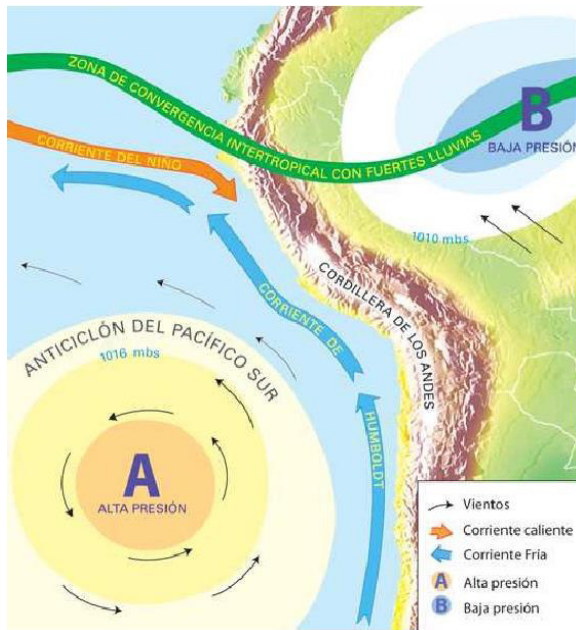 ZONA DE CONVERGENCIA INTERTROPICAL CON FUERTES LLUVIAS
B
BAJA PRESIÓN
CORRIENTE DEL NIÑO
1010 mbs
CORRIENTE DE
HUMBOLDT
CORDILLERA DE LOS ANDES
ANTICICLÓN DEL PACÍFICO SUR
1016 mbs
A
ALTA PRESIÓN
Vientos
Corriente caliente
Corriente Fría
A Alta presión
B Baja presión